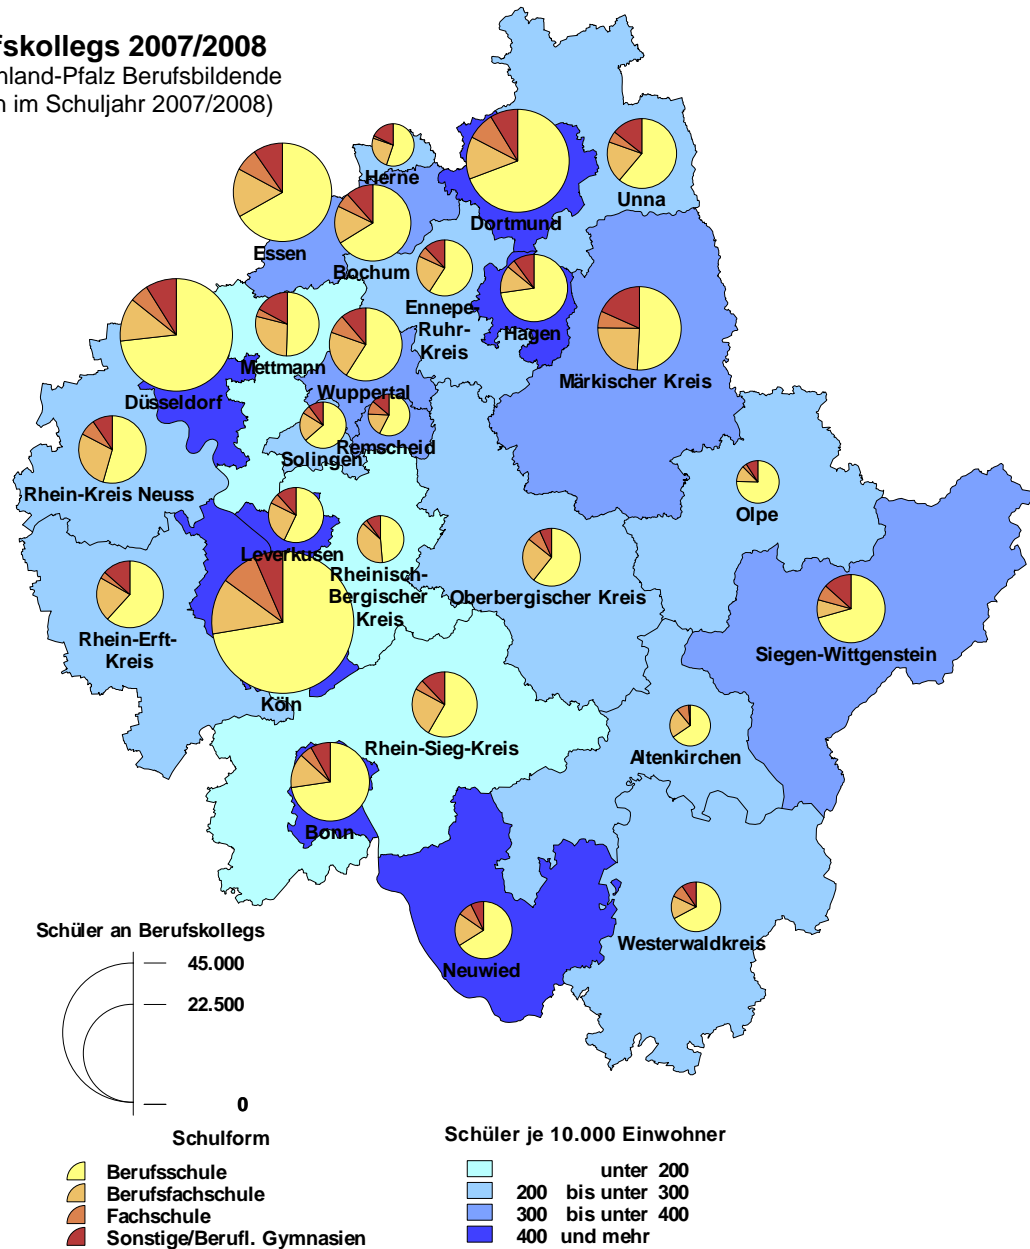 fskollegs 2007/2008
nland-Pfalz Berufsbildende
n im Schuljahr 2007/2008)
Herne
Dortmund
Unna
Essen
Bochum
Ennepe-
Ruhr-
Kreis
Hagen
Mettmann
Märkischer Kreis
Düsseldorf
Wuppertal
Remscheid
Solingen
Rhein-Kreis Neuss
Olpe
Leverkusen
Rheinisch-
Bergischer
Kreis
Oberbergischer Kreis
Rhein-Erft-
Kreis
Siegen-Wittgenstein
Köln
Rhein-Sieg-Kreis
Altenkirchen
Bonn
Westerwaldkreis
Neuwied
Schüler an Berufskollegs
45.000
22.500
0
Schulform
Berufsschule
Berufsfachschule
Fachschule
Sonstige/Berufl. Gymnasien
Schüler je 10.000 Einwohner
unter 200
200 bis unter 300
300 bis unter 400
400 und mehr